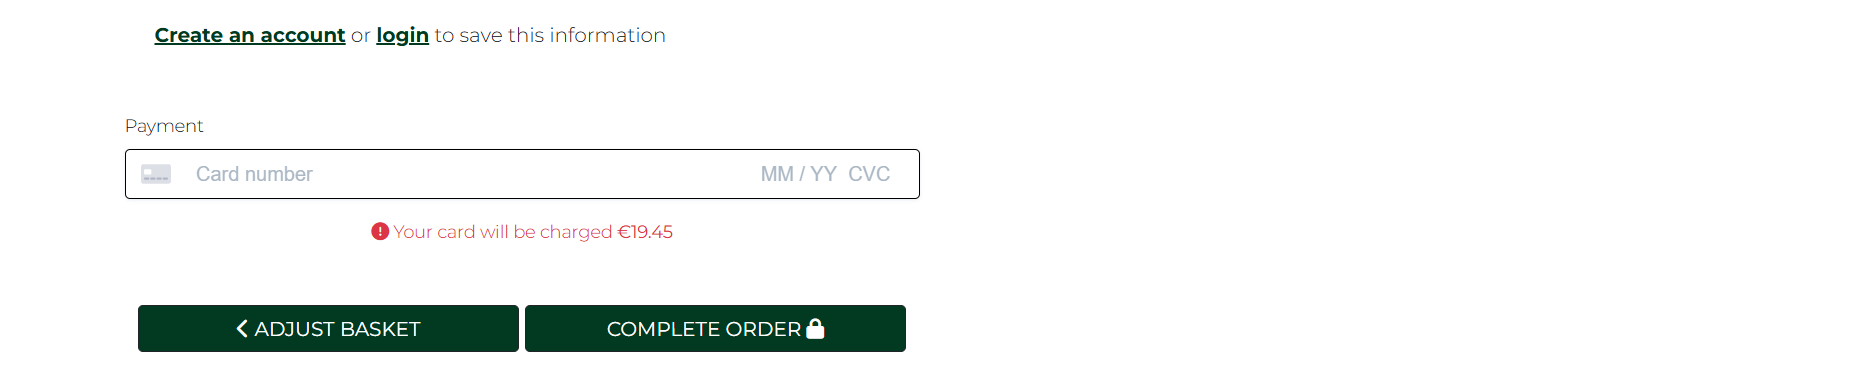 Create an account or login to save this information
Payment
Card number MM / YY CVC
Your card will be charged €19.45
ADJUST BASKET COMPLETE ORDER